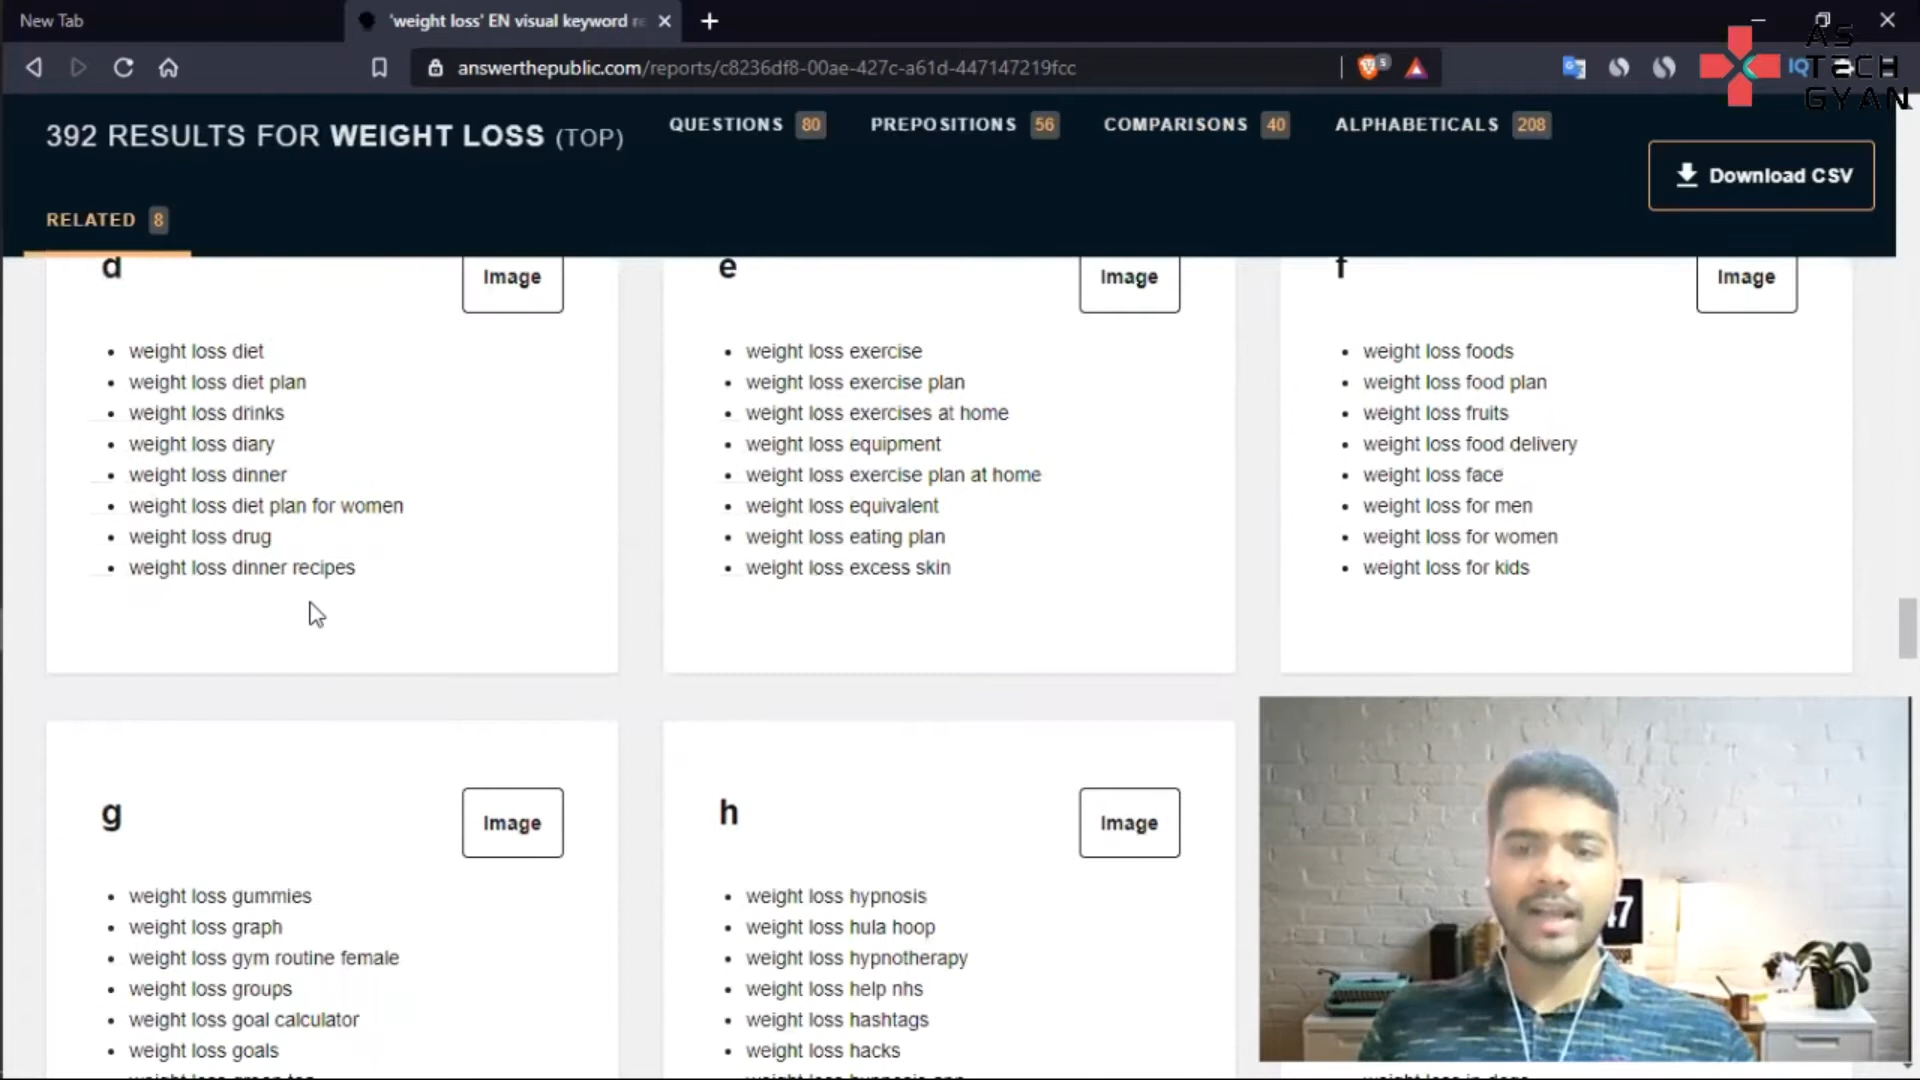 New Tab
'weight loss' EN visual keyword re
answerthepublic.com/reports/c8236df8-00ae-427c-a61d-447147219fcc
5
IQ
AS
TECH
GYAN
392 RESULTS FOR WEIGHT LOSS (TOP)
QUESTIONS 80
PREPOSITIONS 56
COMPARISONS 40
ALPHABETICALS 208
Download CSV
RELATED 8
d
Image
weight loss diet
weight loss diet plan
weight loss drinks
weight loss diary
weight loss dinner
weight loss diet plan for women
weight loss drug
weight loss dinner recipes
e
Image
weight loss exercise
weight loss exercise plan
weight loss exercises at home
weight loss equipment
weight loss exercise plan at home
weight loss equivalent
weight loss eating plan
weight loss excess skin
f
Image
weight loss foods
weight loss food plan
weight loss fruits
weight loss food delivery
weight loss face
weight loss for men
weight loss for women
weight loss for kids
g
Image
weight loss gummies
weight loss graph
weight loss gym routine female
weight loss groups
weight loss goal calculator
weight loss goals
h
Image
weight loss hypnosis
weight loss hula hoop
weight loss hypnotherapy
weight loss help nhs
weight loss hashtags
weight loss hacks
47